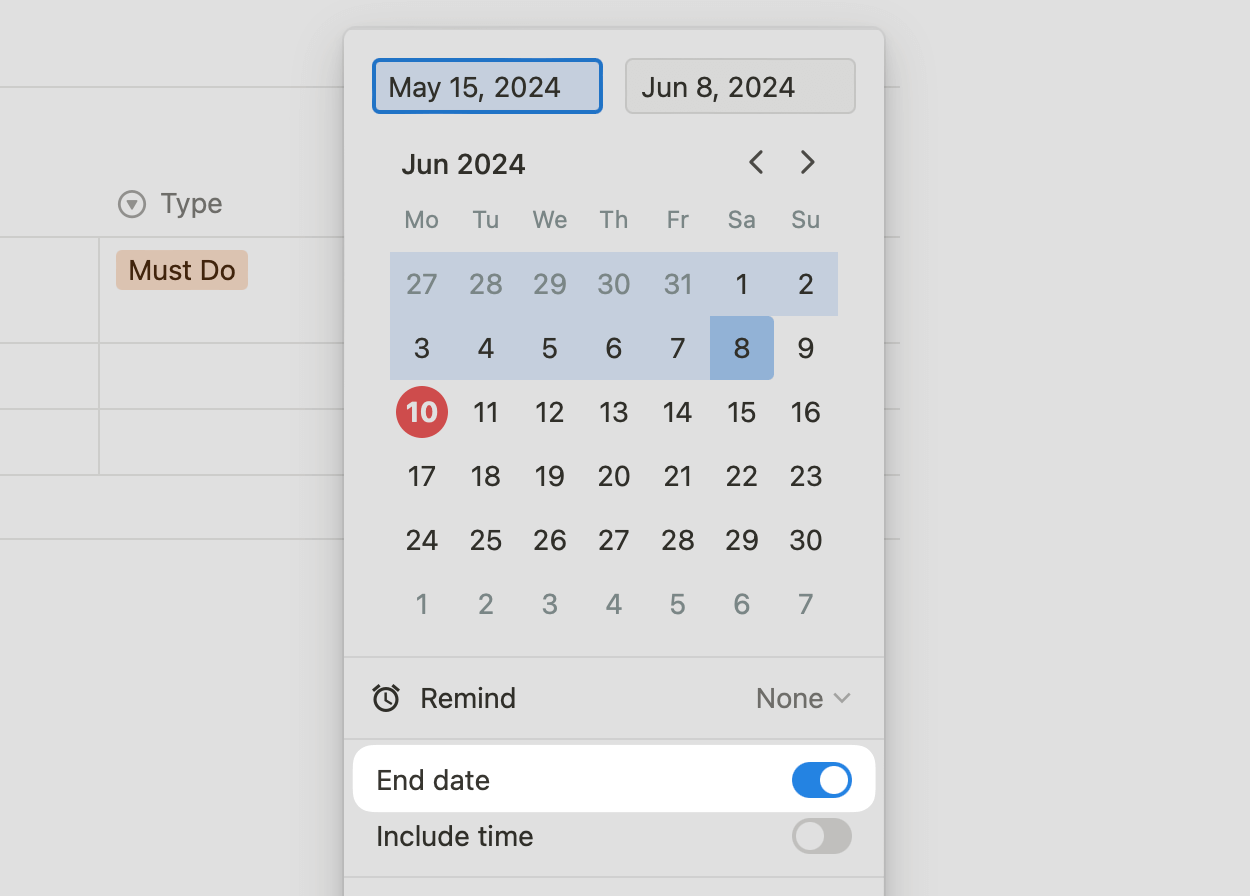 May 15, 2024 Jun 8, 2024
Jun 2024
Type
Mo Tu We Th Fr Sa Su
Must Do
27 28 29 30 31 1 2
3 4 5 6 7 8 9
10 11 12 13 14 15 16
17 18 19 20 21 22 23
24 25 26 27 28 29 30
1 2 3 4 5 6 7
Remind None
End date
Include time